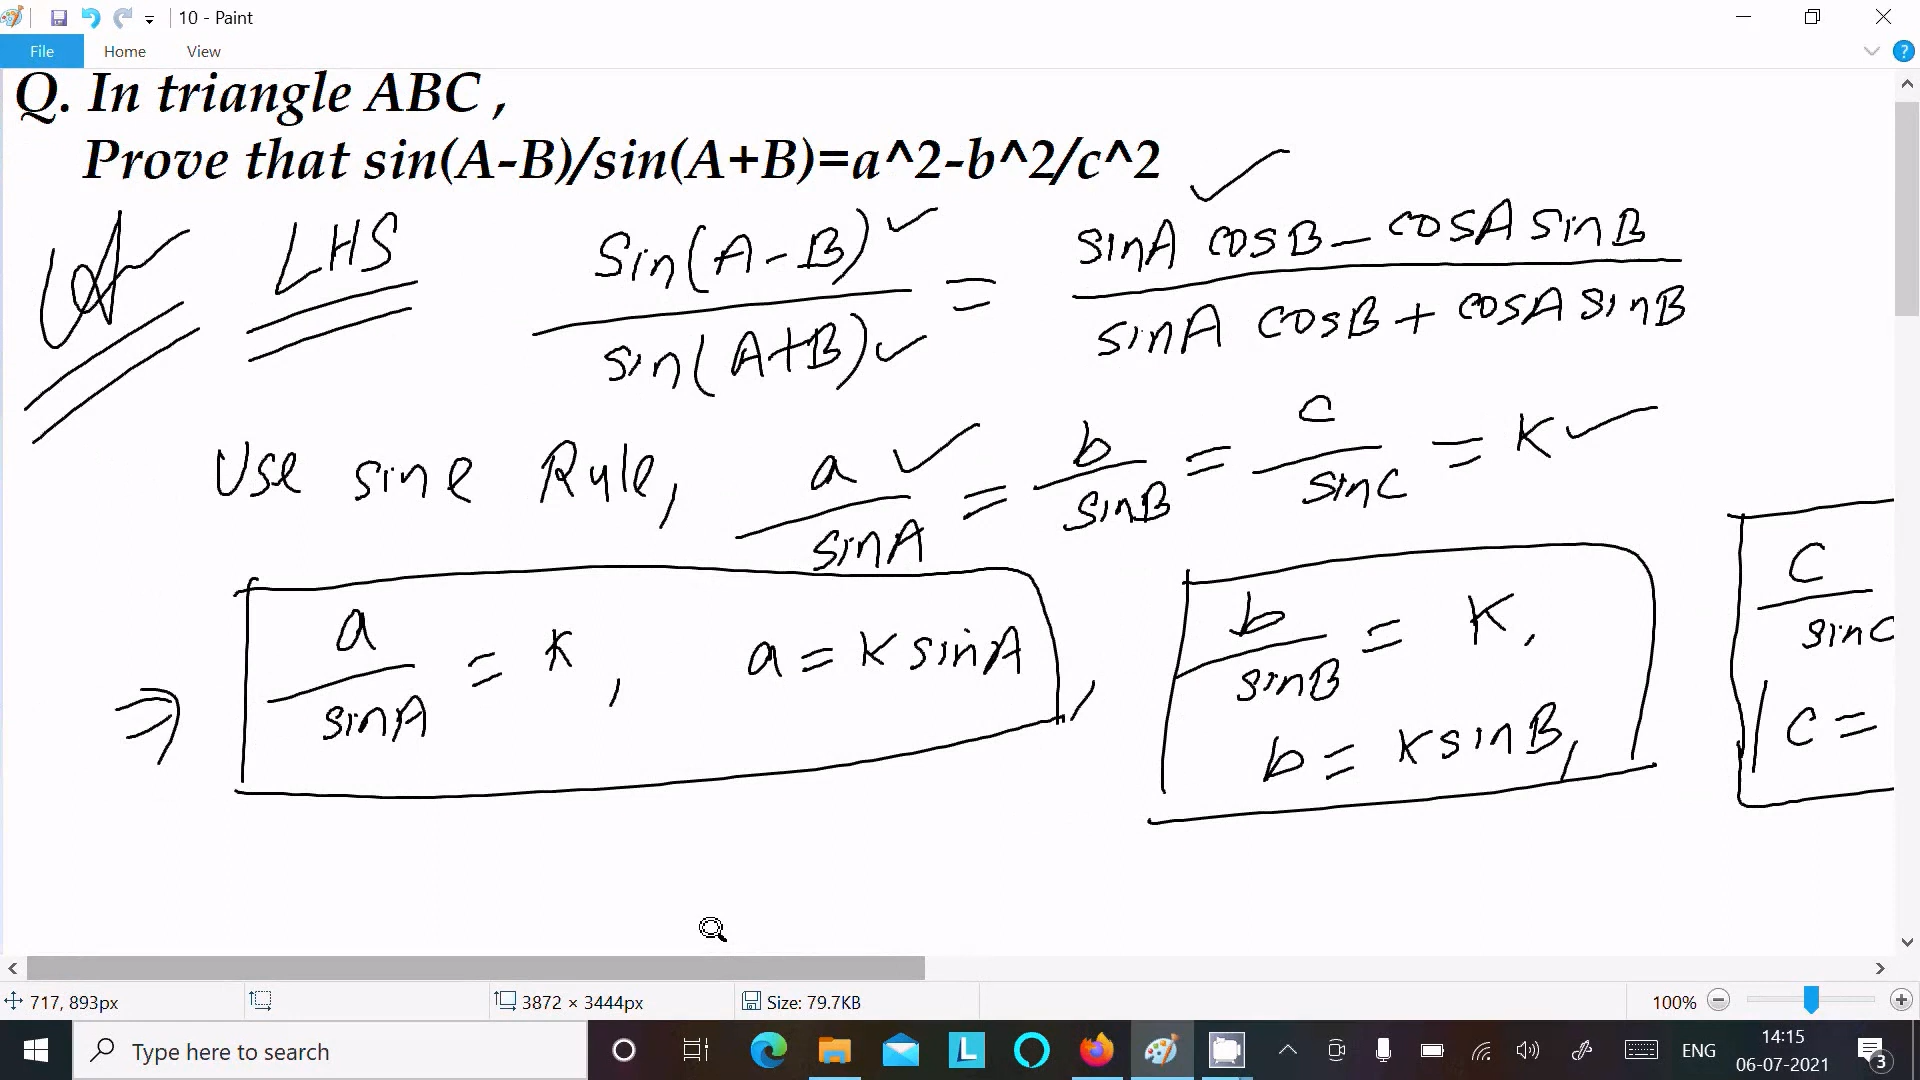 10 - Paint
File Home View
Q. In triangle ABC ,
Prove that sin(A-B)/sin(A+B)=a^2-b^2/c^2
LHS
Sin(A-B) / sin(A+B) = sinA cosB - cosA sinB / sinA cosB + cosA sinB
Use sine Rule, a/sinA = b/sinB = c/sinC = K
⇒ a/sinA = K, a = K sinA,
b/sinB = K,
b = K sinB,
C/sinC
C =
717, 893px 3872 × 3444px Size: 79.7KB 100%
Type here to search
ENG
14:15
06-07-2021
3